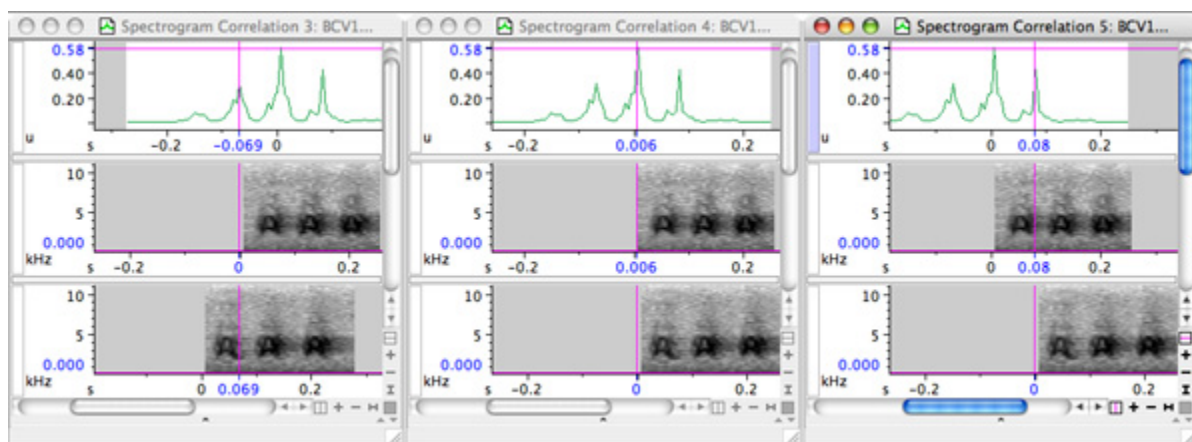 Spectrogram Correlation 3: BCV1...
0.58
0.40
0.20
u
s -0.2 -0.069 0
10
5
0.000
kHz
s -0.2 0 0.2
10
5
0.000
kHz
s 0 0.069 0.2
Spectrogram Correlation 4: BCV1...
0.58
0.40
0.20
u
s -0.2 0.006 0.2
10
5
0.000
kHz
s -0.2 0.006 0.2
10
5
0.000
kHz
s -0.2 0 0.2
Spectrogram Correlation 5: BCV1...
0.58
0.40
0.20
u
s 0 0.08 0.2
10
5
0.000
kHz
s 0 0.08 0.2
10
5
0.000
kHz
s -0.2 0 0.2